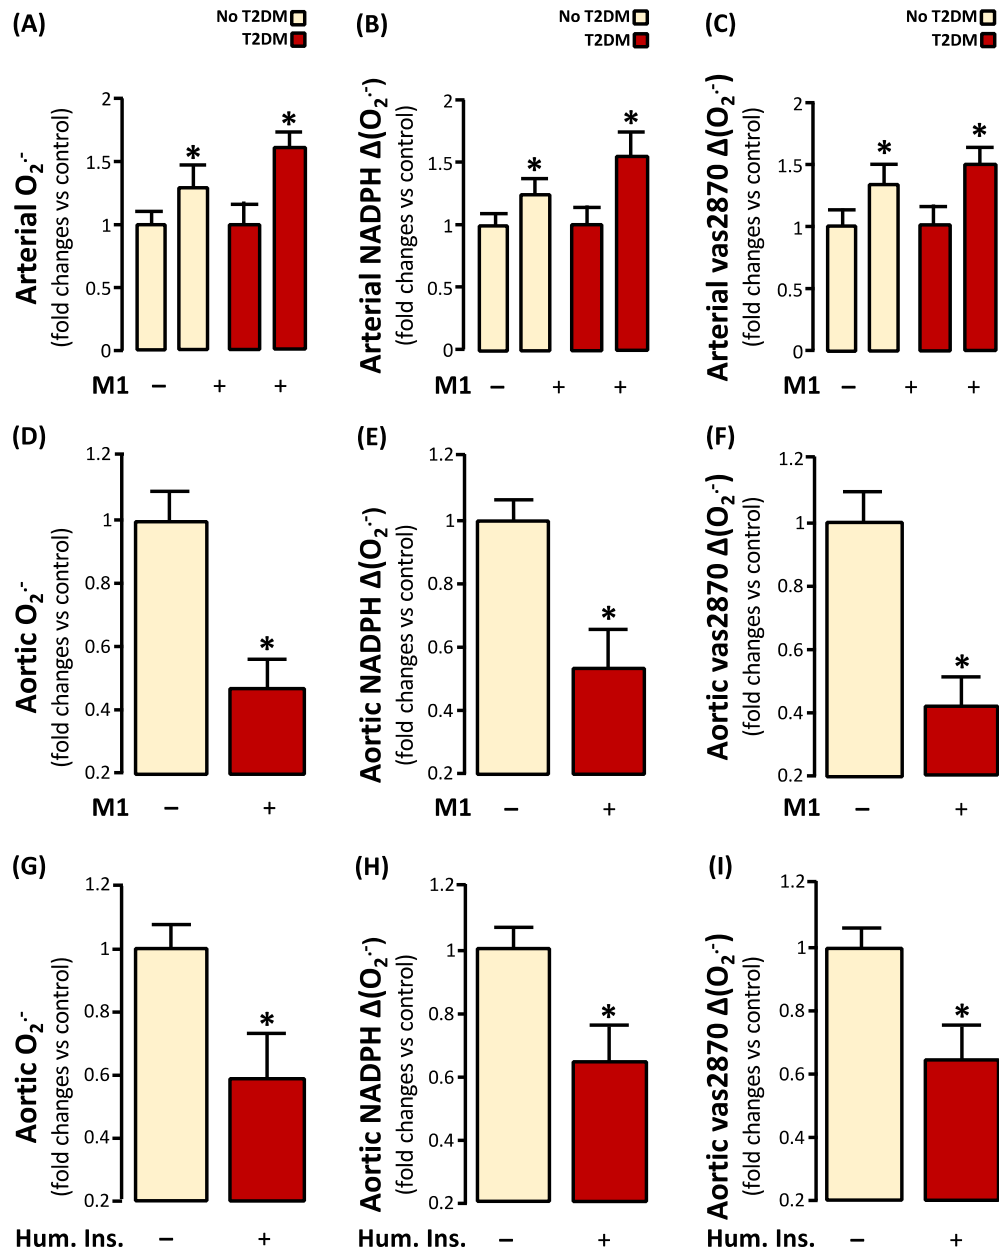 (A)
No T2DM
T2DM
Arterial O₂·-
(fold changes vs control)
2
1.5
1
0.5
0
*
*
M1 – + +
(B)
Arterial NADPH Δ(O₂·-)
(fold changes vs control)
2
1.5
1
0.5
0
*
*
– + +
(C)
No T2DM
T2DM
Arterial vas2870 Δ(O₂·-)
(fold changes vs control)
2
1.5
1
0.5
0
*
*
– + +
(D)
Aortic O₂·-
(fold changes vs control)
1.2
1
0.8
0.6
0.4
0.2
*
M1 – +
(E)
Aortic NADPH Δ(O₂·-)
(fold changes vs control)
1.2
1
0.8
0.6
0.4
0.2
*
– +
(F)
Aortic vas2870 Δ(O₂·-)
(fold changes vs control)
1.2
1
0.8
0.6
0.4
0.2
*
M1 – +
(G)
Aortic O₂·-
(fold changes vs control)
1.2
1
0.8
0.6
0.4
0.2
*
Hum. Ins. – +
(H)
Aortic NADPH Δ(O₂·-)
(fold changes vs control)
1.2
1
0.8
0.6
0.4
0.2
*
– +
(I)
Aortic vas2870 Δ(O₂·-)
(fold changes vs control)
1.2
1
0.8
0.6
0.4
0.2
*
Hum. Ins. – +